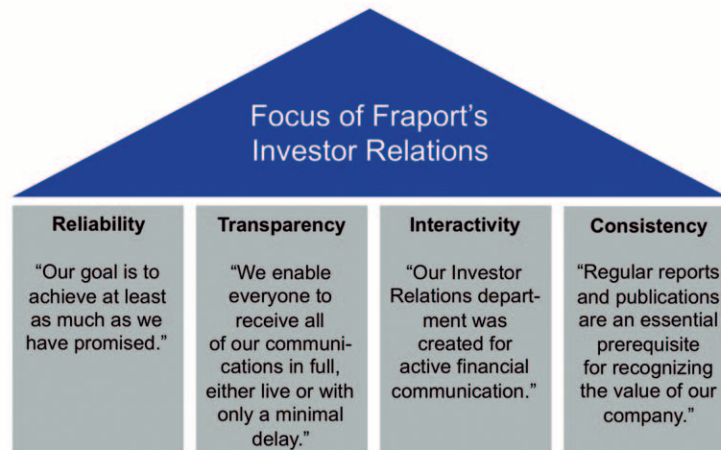 Focus of Fraport’s
Investor Relations
Reliability
“Our goal is to
achieve at least
as much as we
have promised.”
Transparency
“We enable
everyone to
receive all
of our communi-
cations in full,
either live or with
only a minimal
delay.”
Interactivity
“Our Investor
Relations depart-
ment was
created for
active financial
communication.”
Consistency
“Regular reports
and publications
are an essential
prerequisite
for recognizing
the value of our
company.”